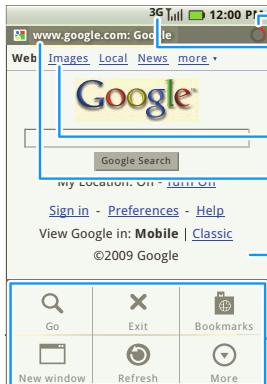 3G 12:00 PM
www.google.com: Google
Web Images Local News more ▾
Google
Google Search
My Location: Off - Turn On
Sign in - Preferences - Help
View Google in: Mobile | Classic
©2009 Google
Go Exit Bookmarks
New window Refresh More